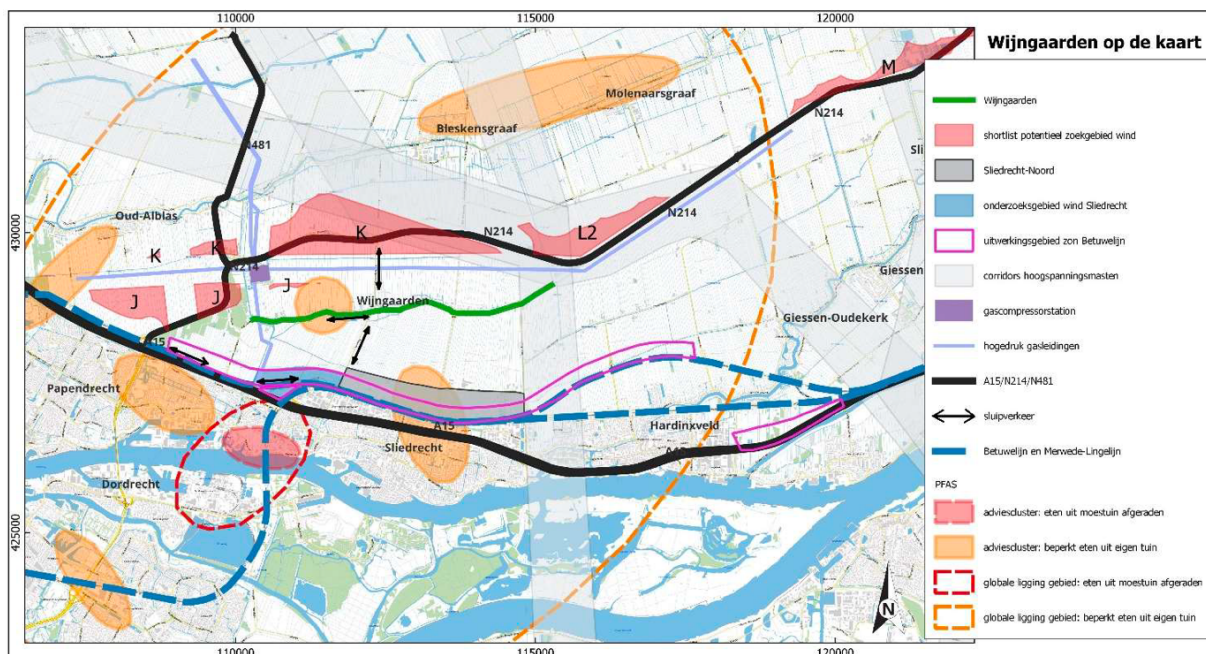 110000
115000
120000
Wijngaarden op de kaart
M
Molenaarsgraaf
Bleskensgraaf
N214
N481
Oud-Alblas
N214
430000
K
K
K
N214
L2
N214
J
J
J
Wijngaarden
Giessen
Giessen-Oudekerk
A15
Papendrecht
A15
Hardinxveld
Sliedrecht
Dordrecht
425000
110000
115000
120000
Wijngaarden
shortlist potentieel zoekgebied wind
Sliedrecht-Noord
onderzoeksgebied wind Sliedrecht
uitwerkingsgebied zon Betuwelijn
corridors hoogspanningsmasten
gascompressorstation
hogedruk gasleidingen
A15/N214/N481
sluipverkeer
Betuwelijn en Merwede-Lingelijn
PFAS
adviescluster: eten uit moestuin afgeraden
adviescluster: beperkt eten uit eigen tuin
globale ligging gebied: eten uit moestuin afgeraden
globale ligging gebied: beperkt eten uit eigen tuin
N